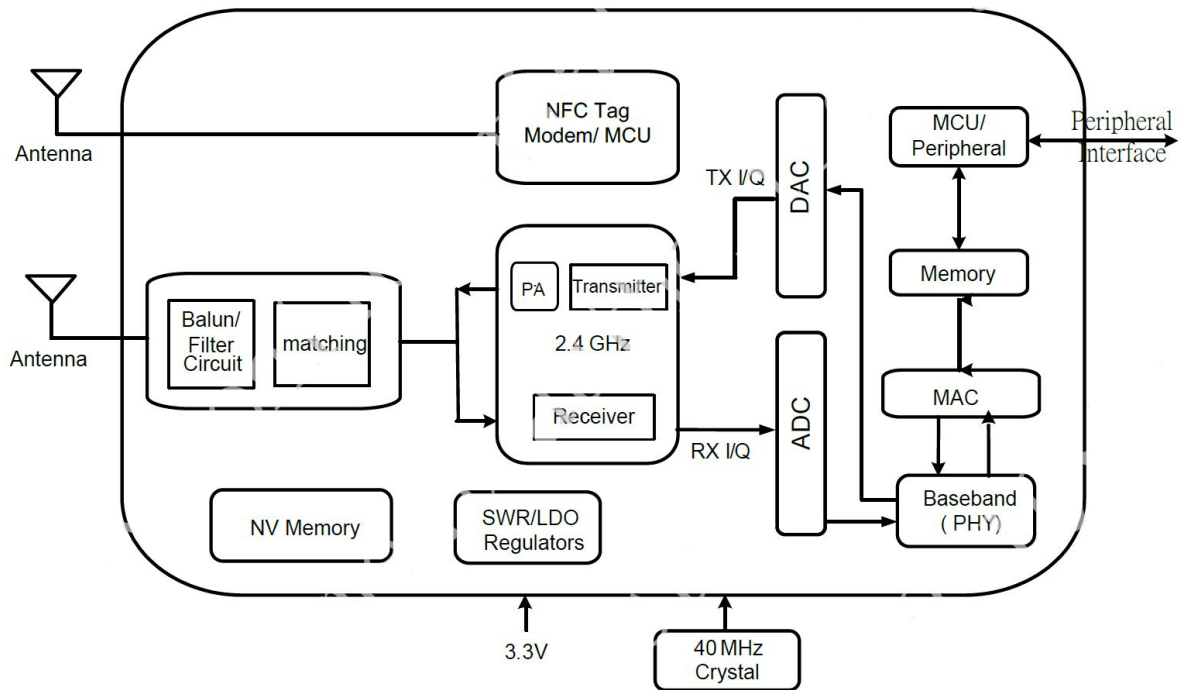 NFC Tag
Modem/ MCU
Antenna
DAC
MCU/
Peripheral
Peripheral
Interface
TX I/Q
PA
Transmitter
Memory
Balun/
Filter
Circuit
matching
2.4 GHz
Antenna
Receiver
ADC
MAC
RX I/Q
NV Memory
SWR/LDO
Regulators
Baseband
( PHY)
3.3V
40 MHz
Crystal